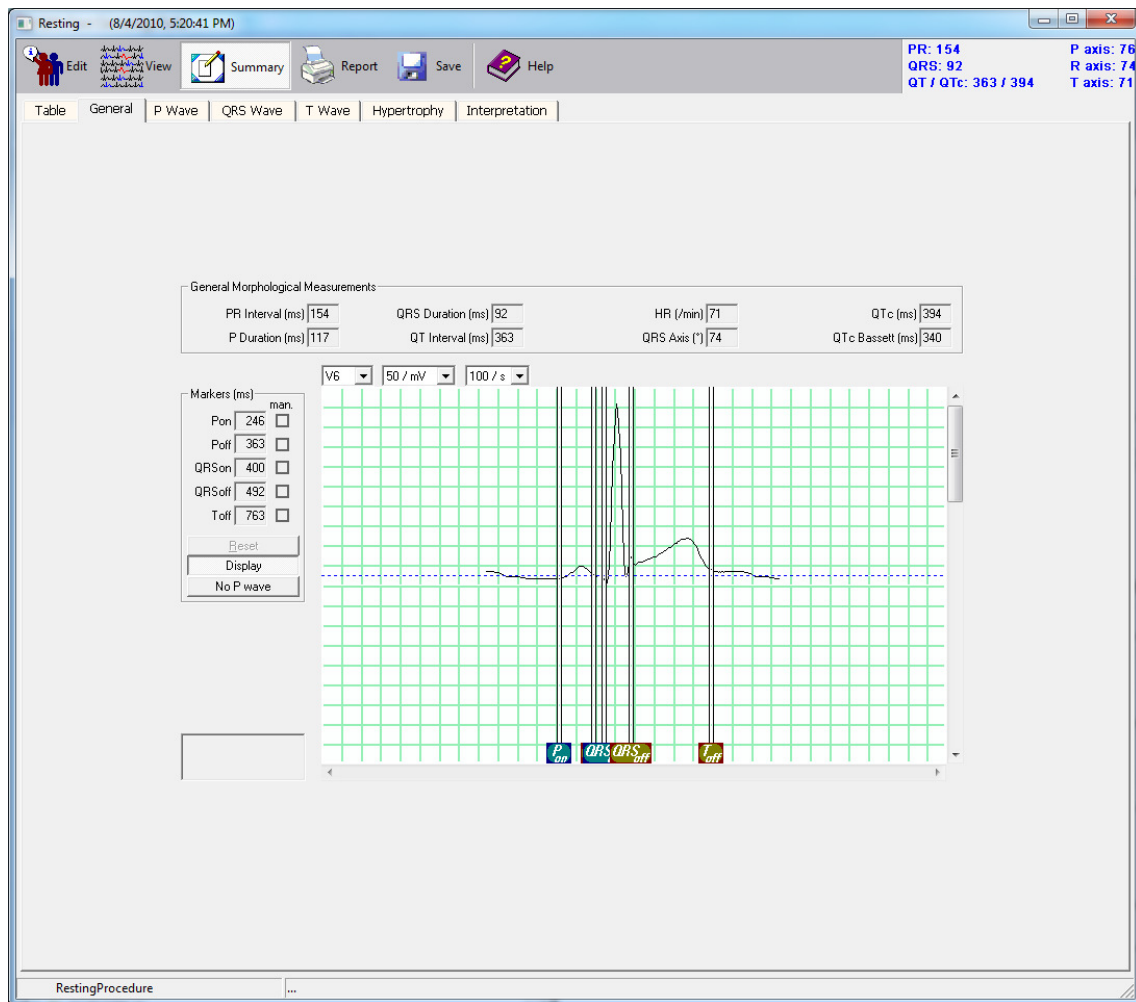 Resting - (8/4/2010, 5:20:41 PM)
Edit View Summary Report Save Help
PR: 154 P axis: 76
QRS: 92 R axis: 74
QT / QTc: 363 / 394 T axis: 71
Table General P Wave QRS Wave T Wave Hypertrophy Interpretation
General Morphological Measurements
PR Interval (ms) 154 QRS Duration (ms) 92 HR (/min) 71 QTc (ms) 394
P Duration (ms) 117 QT Interval (ms) 363 QRS Axis (°) 74 QTc Bassett (ms) 340
V6 50 / mV 100 / s
Markers (ms)
man.
Pon 246
Poff 363
QRSon 400
QRSoff 492
Toff 763
Reset
Display
No P wave
P on QRS QRS off T off
RestingProcedure ...